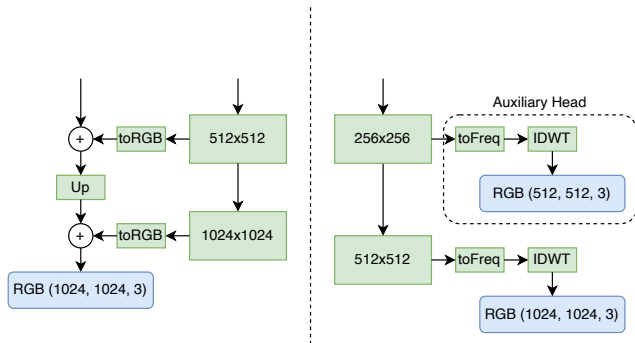 +
toRGB
512x512
Up
+
toRGB
1024x1024
RGB (1024, 1024, 3)
Auxiliary Head
256x256
toFreq
IDWT
RGB (512, 512, 3)
512x512
toFreq
IDWT
RGB (1024, 1024, 3)